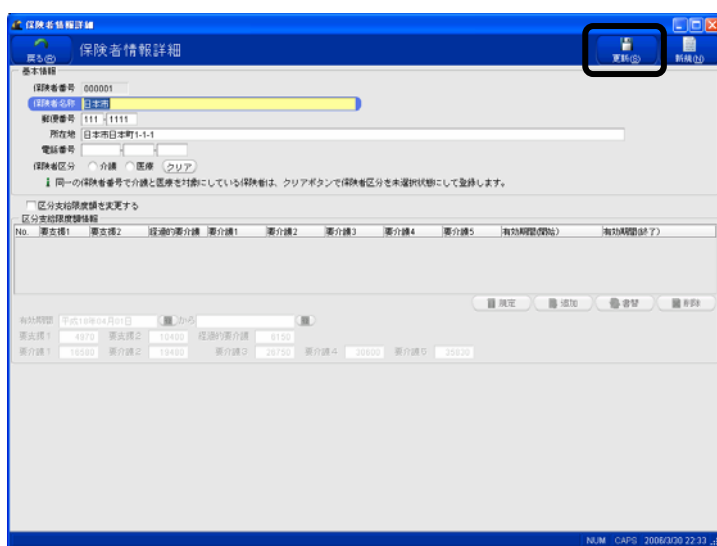 保険者情報詳細
戻る(B) 保険者情報詳細 更新(S) 新規(N)
基本情報
保険者番号 000001
保険者名称 日本市
郵便番号 111 - 1111
所在地 日本市日本町1-1-1
電話番号 - -
保険者区分 介護 医療 クリア
同一の保険者番号で介護と医療を対象にしている保険者は、クリアボタンで保険者区分を未選択状態にして登録します。
区分支給限度額を変更する
区分支給限度額情報
No. 要支援1 要支援2 経過的要介護 要介護1 要介護2 要介護3 要介護4 要介護5 有効期間(開始) 有効期間(終了)
規定 追加 書替 削除
有効期間 平成18年04月01日 から
要支援1 4970 要支援2 10400 経過的要介護 6150
要介護1 16580 要介護2 19480 要介護3 26750 要介護4 30600 要介護5 35830
NUM CAPS 2006/3/30 22:33